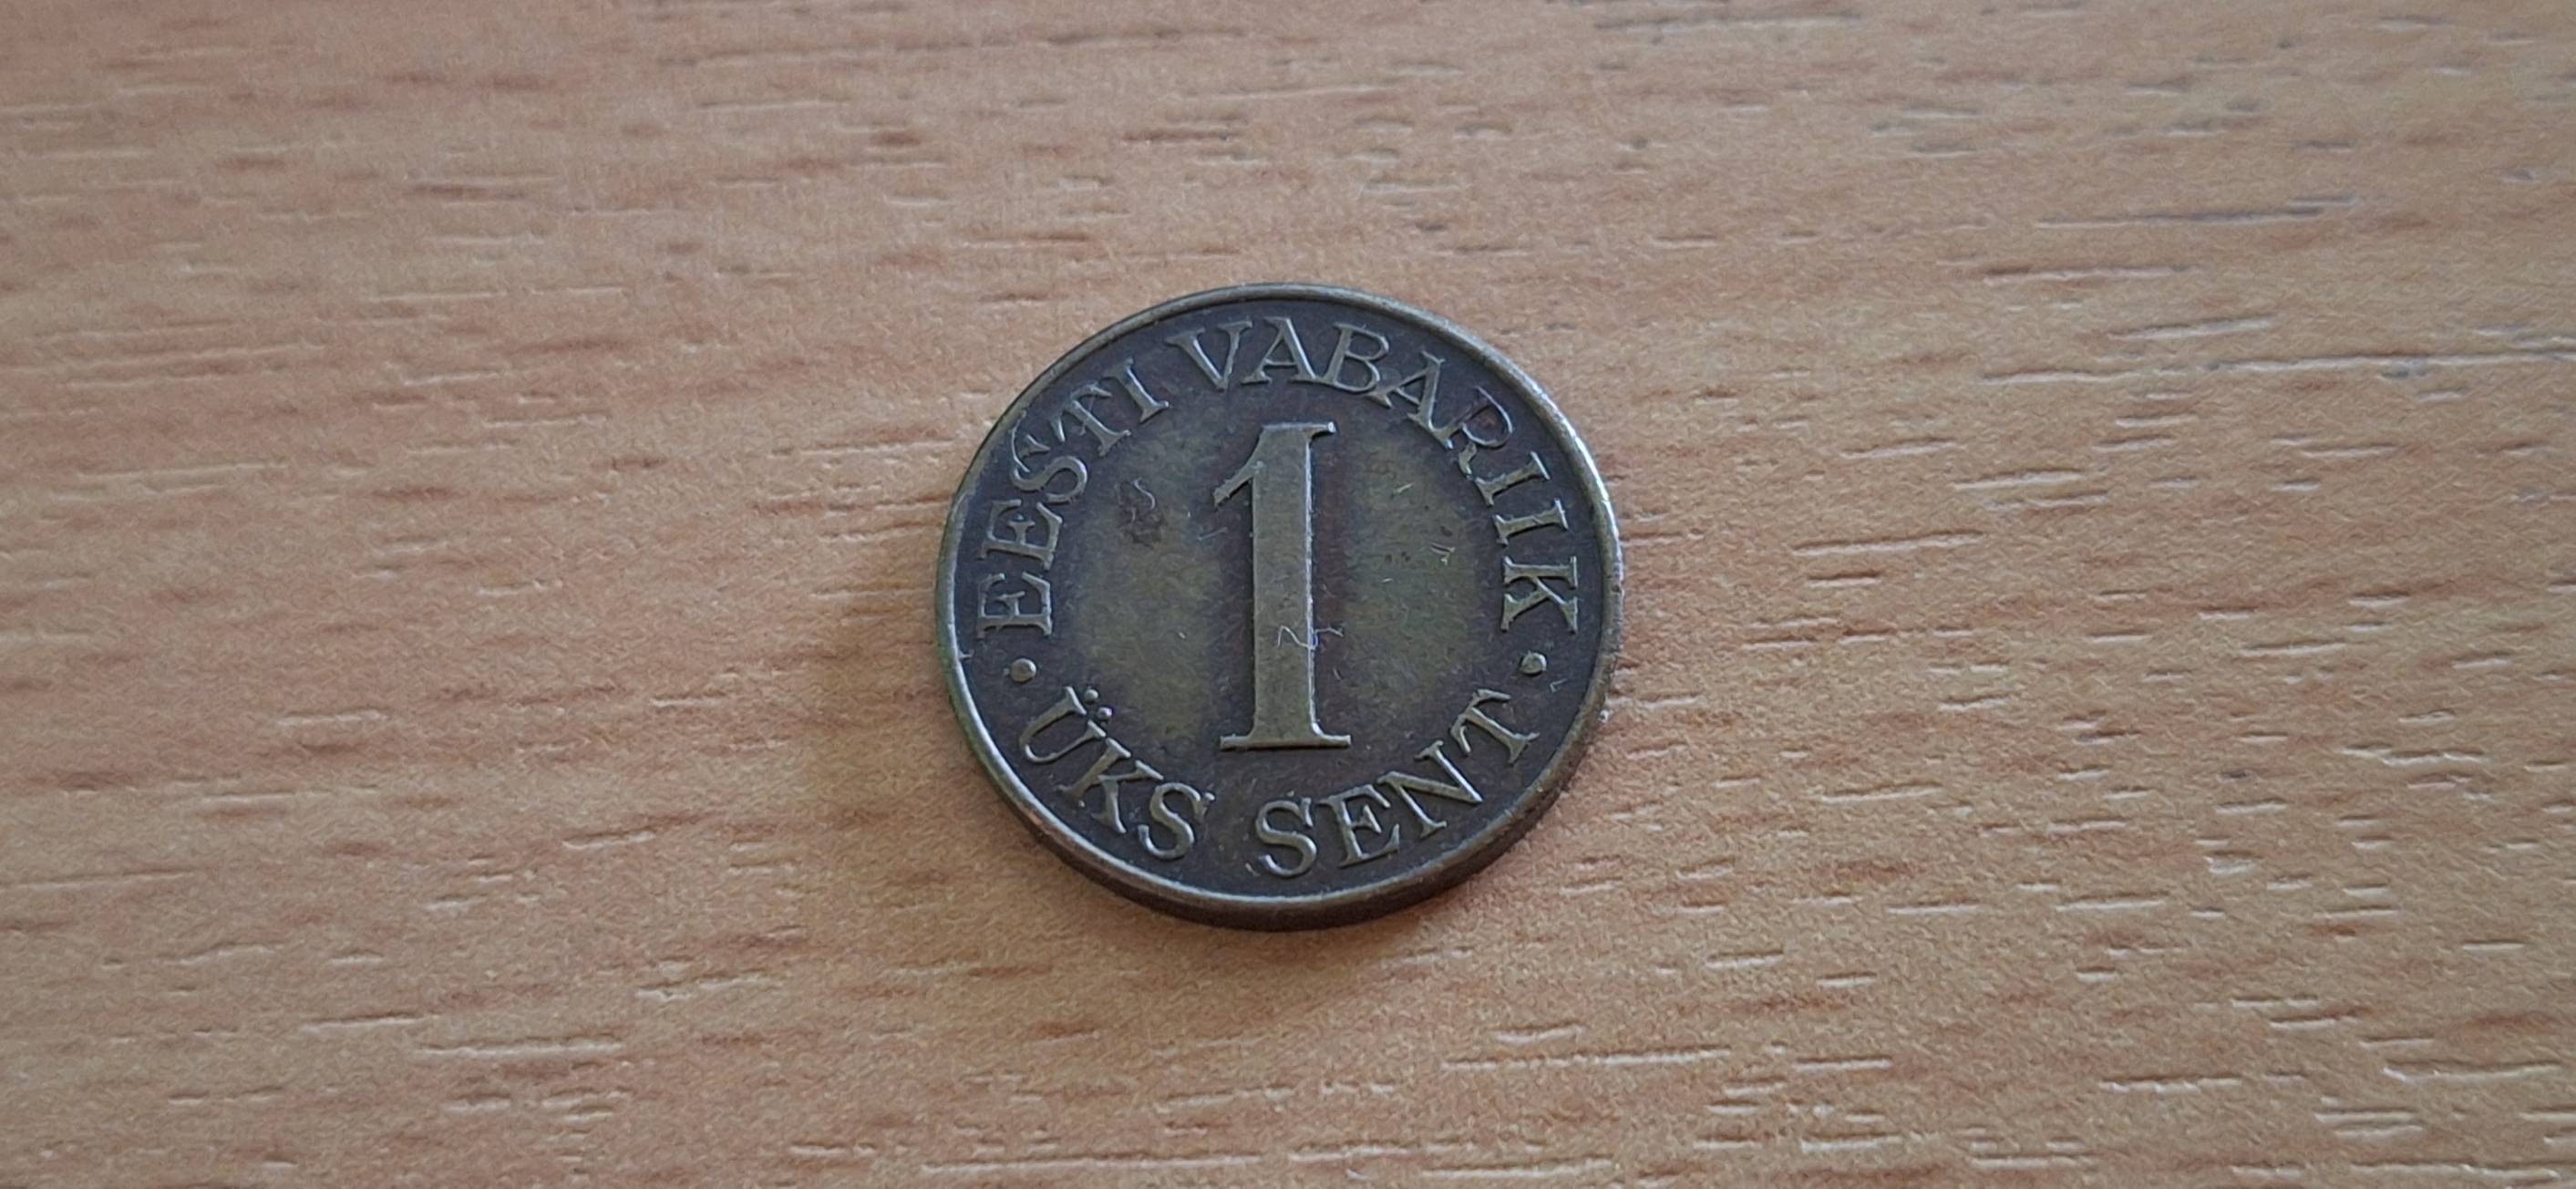 EESTI VABARIIK
1
· ÜKS SENT ·